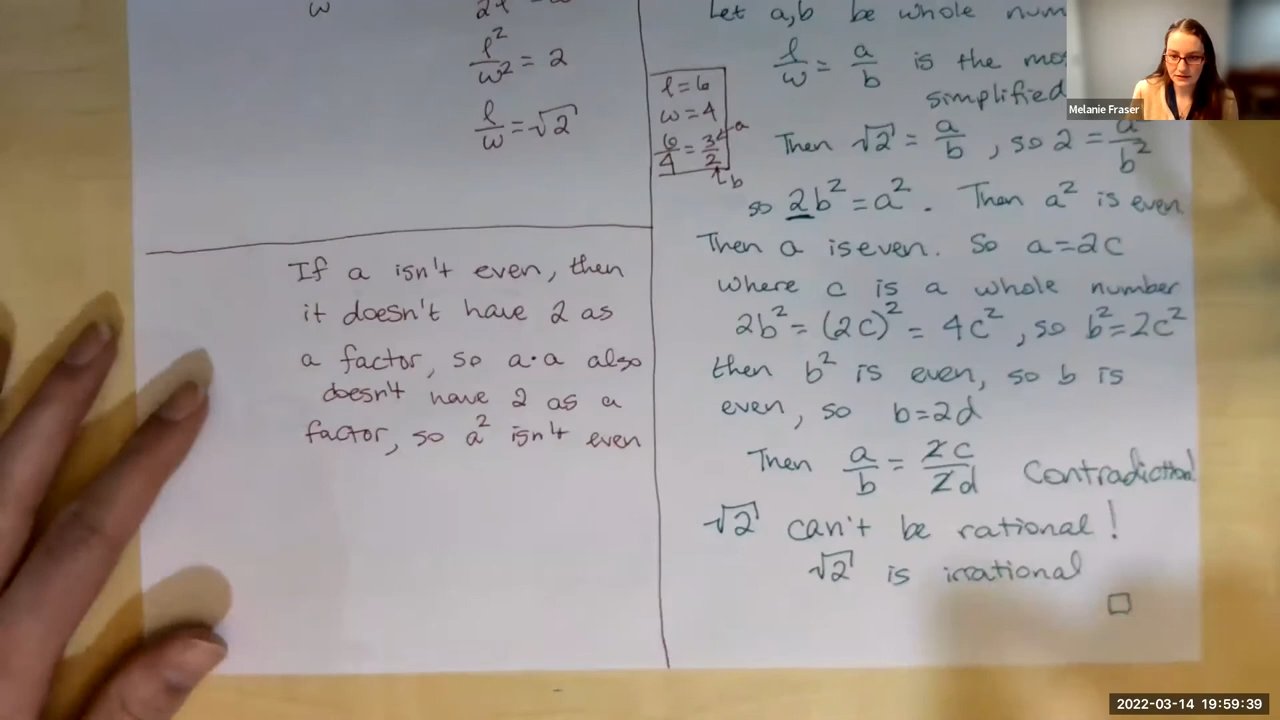 w
l²/w² = 2
l/w = √2
If a isn't even, then
it doesn't have 2 as
a factor, so a·a also
doesn't have 2 as a
factor, so a² isn't even
l=6
w=4
6/4 = 3/2
a
b
Let a,b be whole num
l/w = a/b is the mo
simplified
Then √2 = a/b, so 2 = a²/b²
so 2b² = a². Then a² is even
Then a is even. So a=2c
where c is a whole number
2b² = (2c)² = 4c², so b²=2c²
then b² is even, so b is
even, so b=2d
Then a/b = 2c/2d Contradiction!
√2 can't be rational!
√2 is irrational
□
Melanie Fraser
2022-03-14 19:59:39